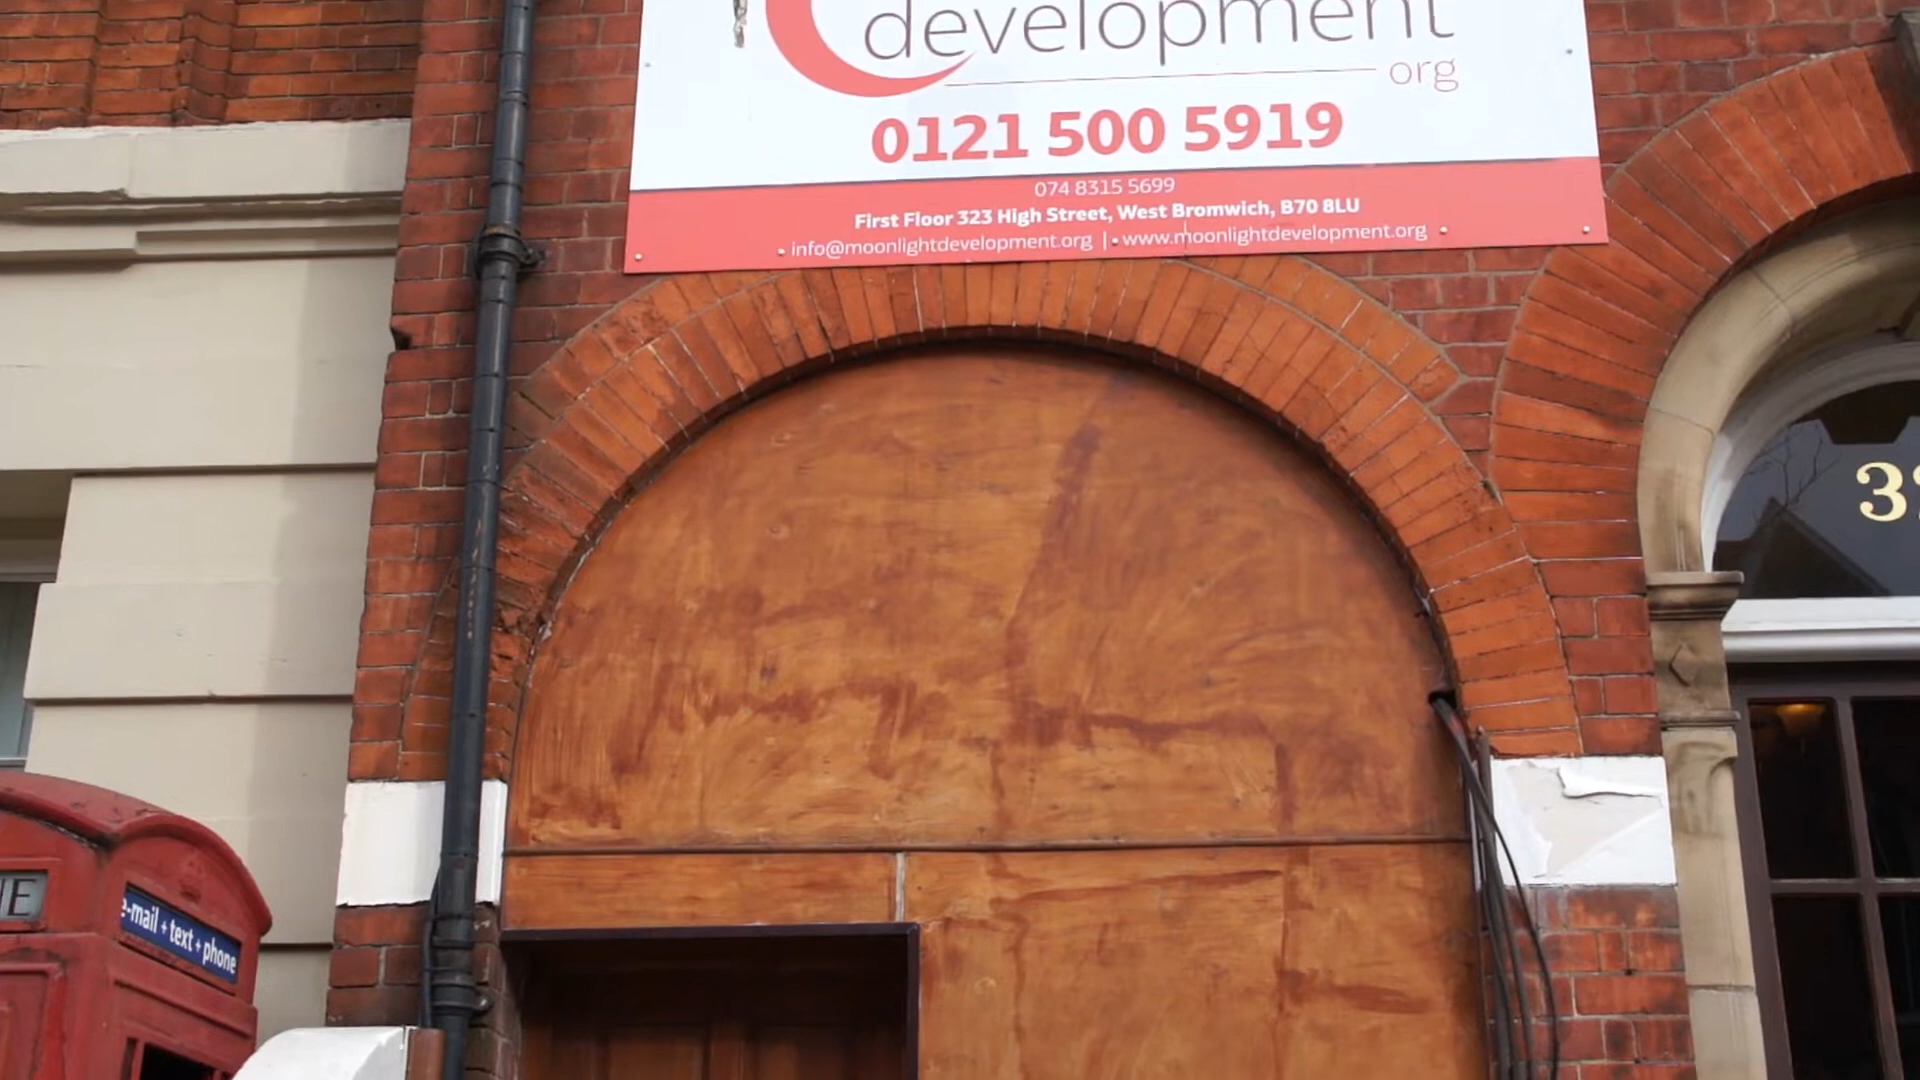 development
org
0121 500 5919
074 8315 5699
First Floor 323 High Street, West Bromwich, B70 8LU
info@moonlightdevelopment.org | www.moonlightdevelopment.org
e-mail + text + phone